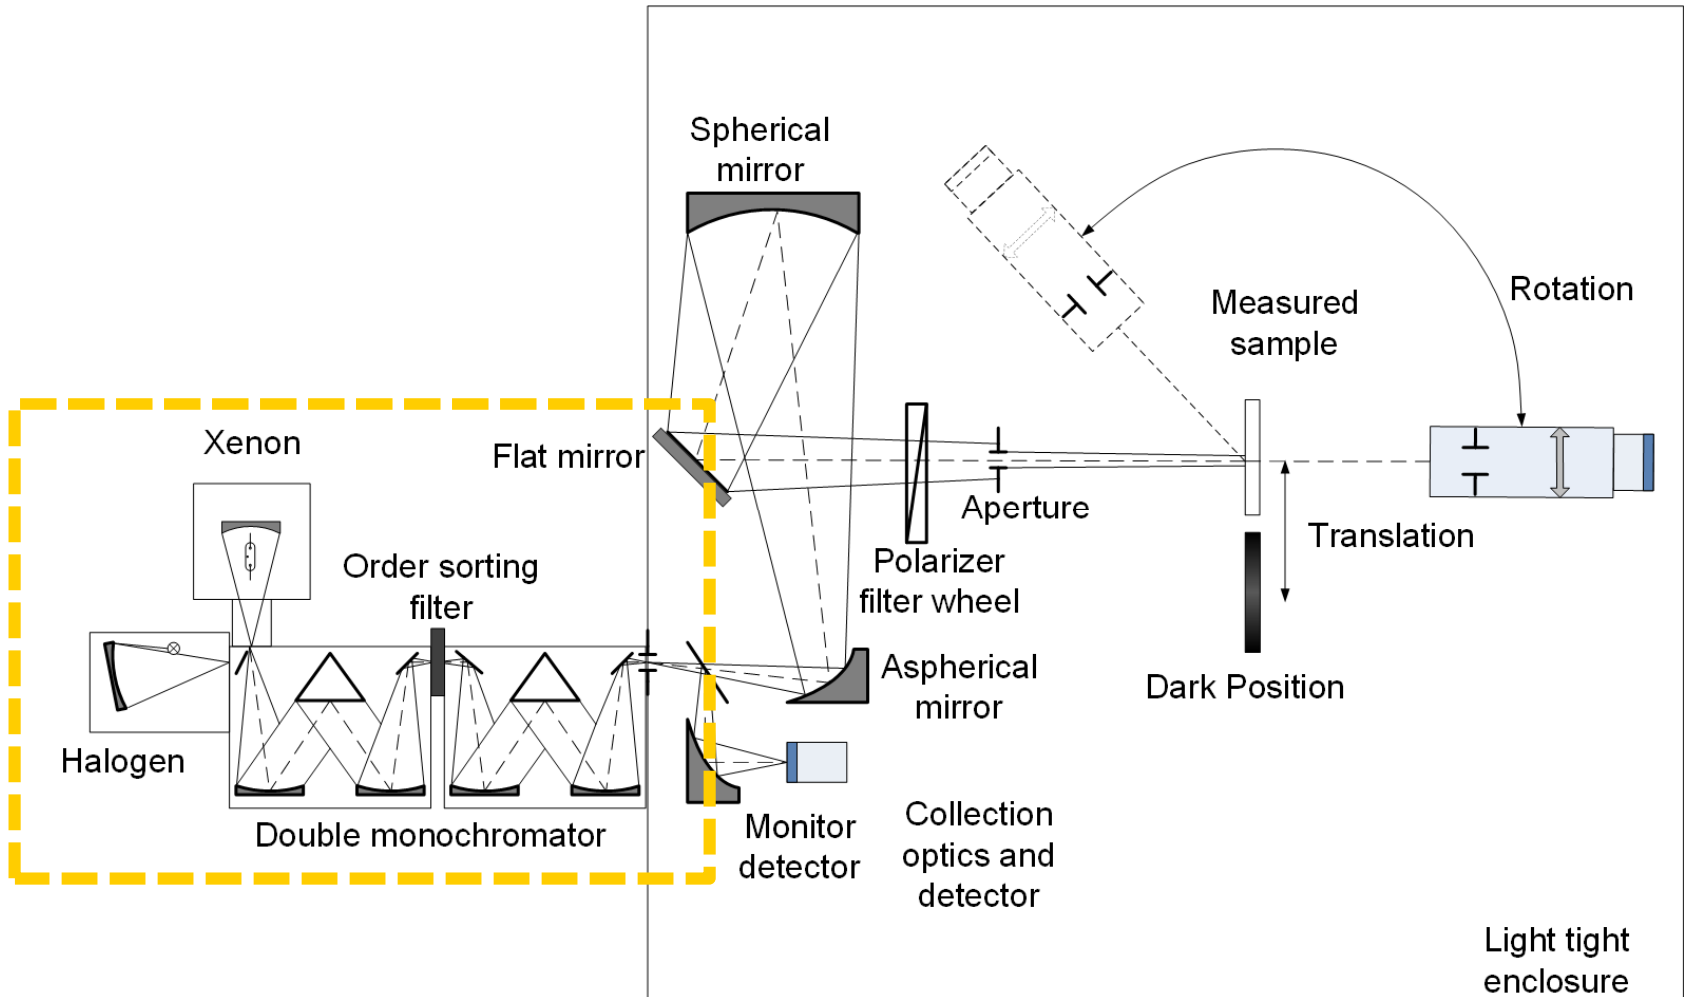 Spherical
mirror
Rotation
Measured
sample
Xenon
Flat mirror
Aperture
Translation
Order sorting
filter
Polarizer
filter wheel
Aspherical
mirror
Dark Position
Halogen
Double monochromator
Monitor
detector
Collection
optics and
detector
Light tight
enclosure